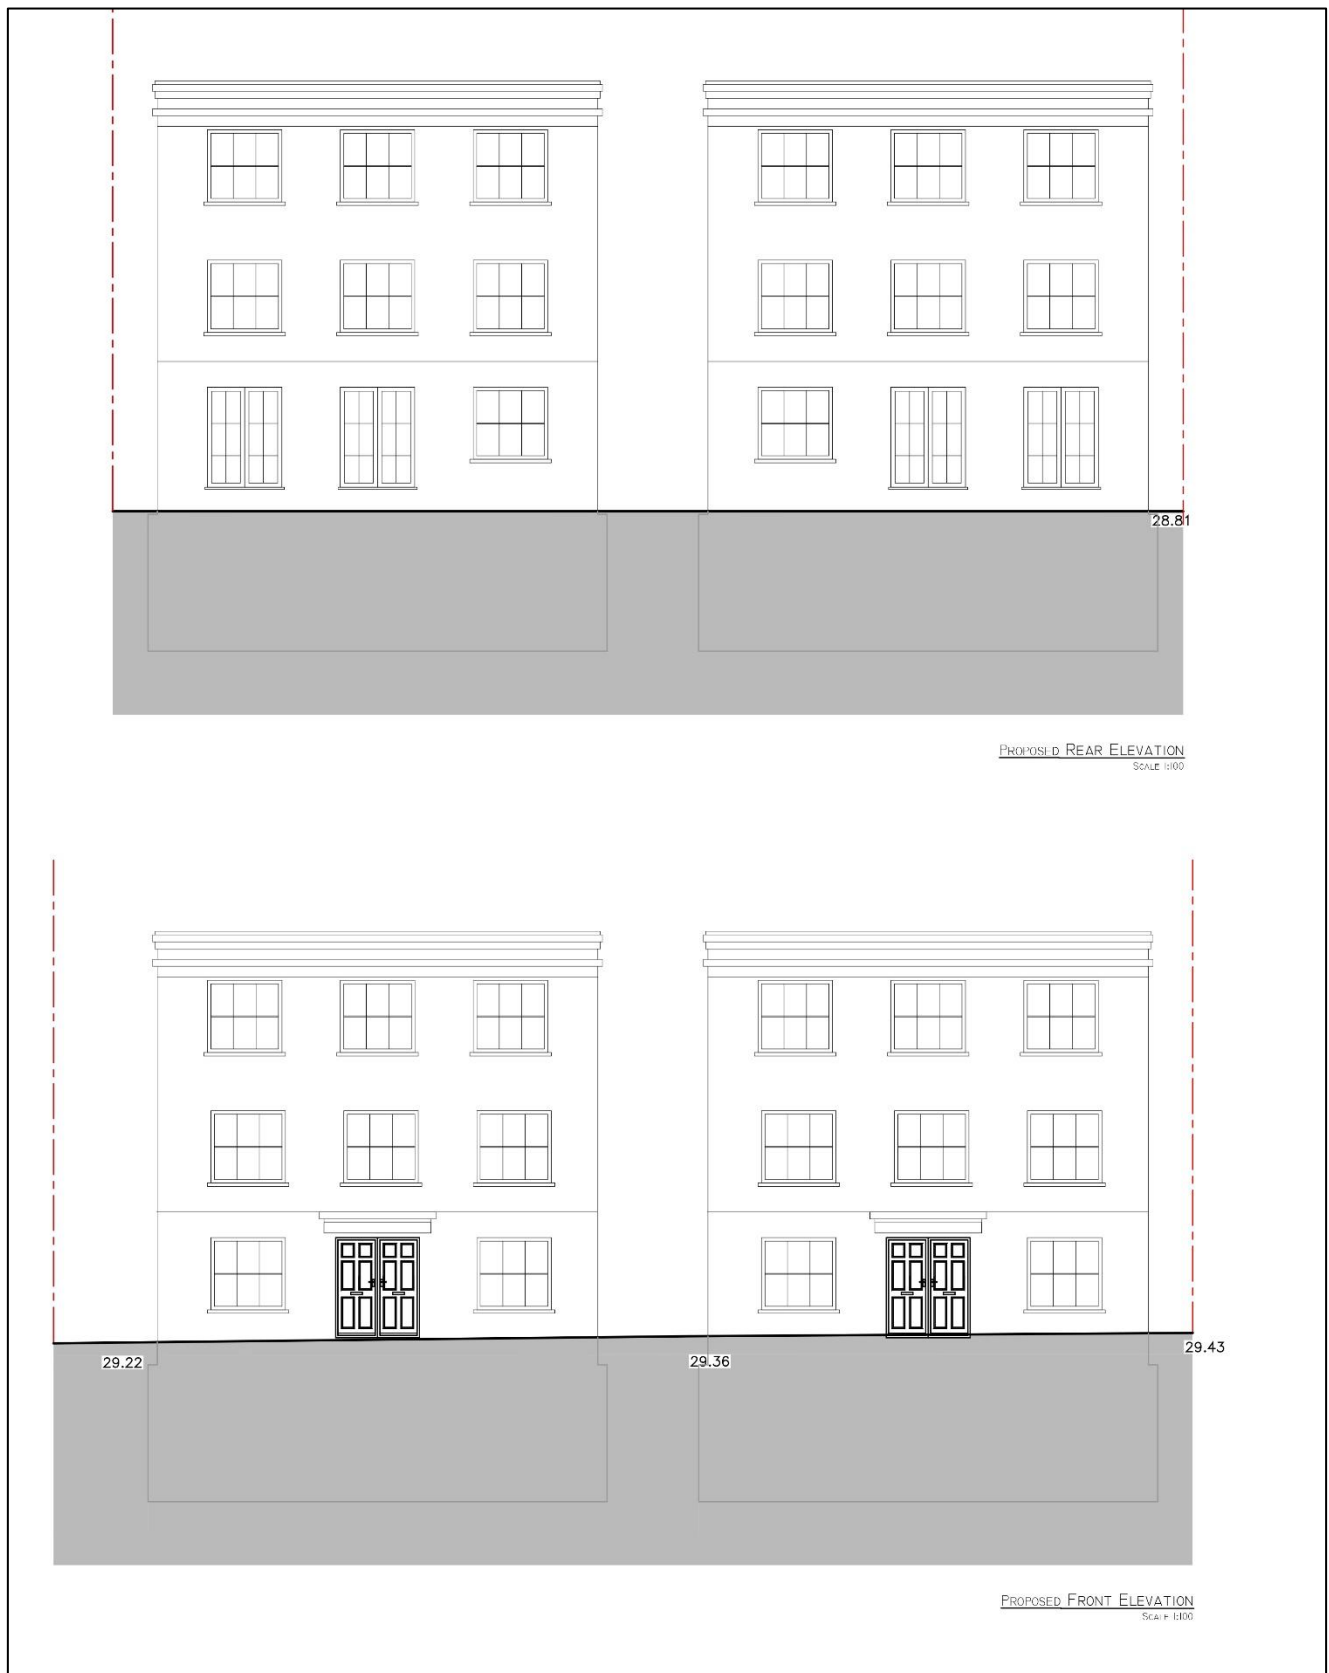 28.81
PROPOSED REAR ELEVATION
SCALE 1:100
29.22
29.36
29.43
PROPOSED FRONT ELEVATION
SCALE 1:100